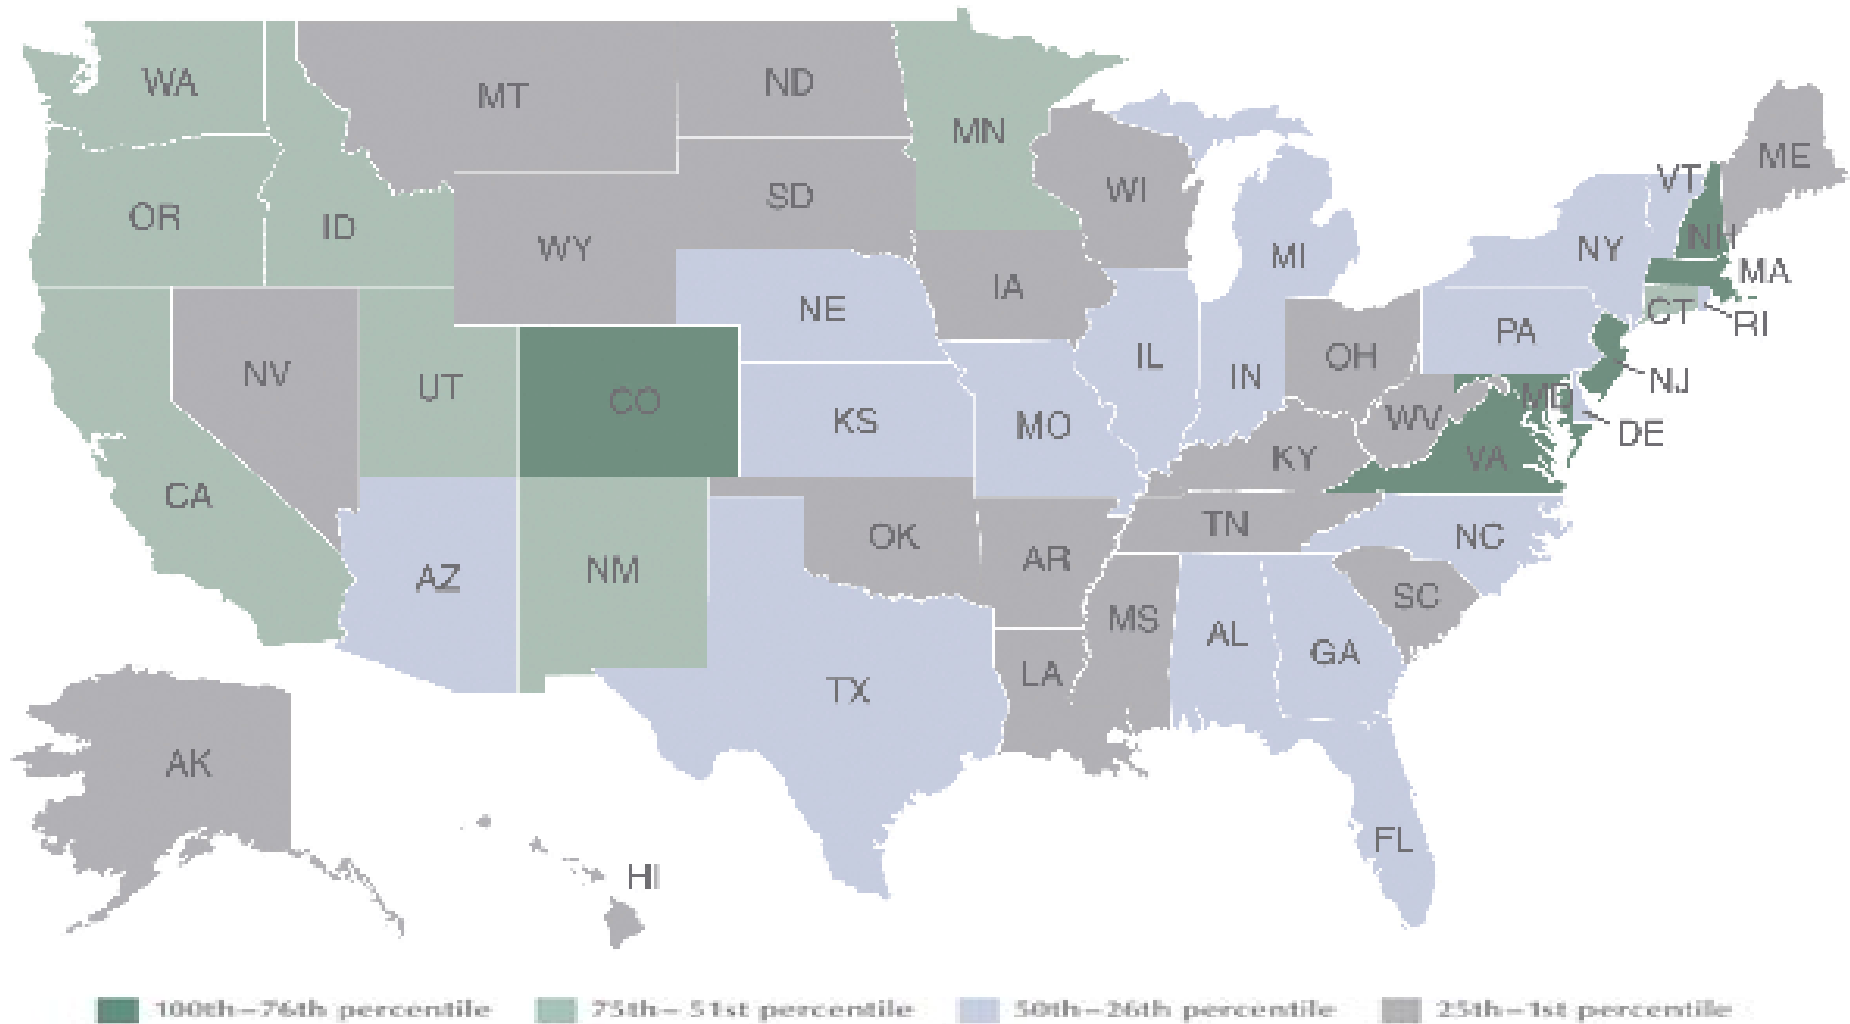 WA
MT
ND
MN
ME
VT
WI
SD
OR
ID
NH
WY
NY
MI
MA
IA
NE
CT
RI
PA
IL
OH
NV
IN
NJ
UT
CO
MD
KS
WV
MO
DE
KY
VA
CA
TN
OK
NC
AR
NM
AZ
SC
MS
AL
GA
LA
TX
AK
FL
HI
100th–76th percentile 75th–51st percentile 50th–26th percentile 25th–1st percentile